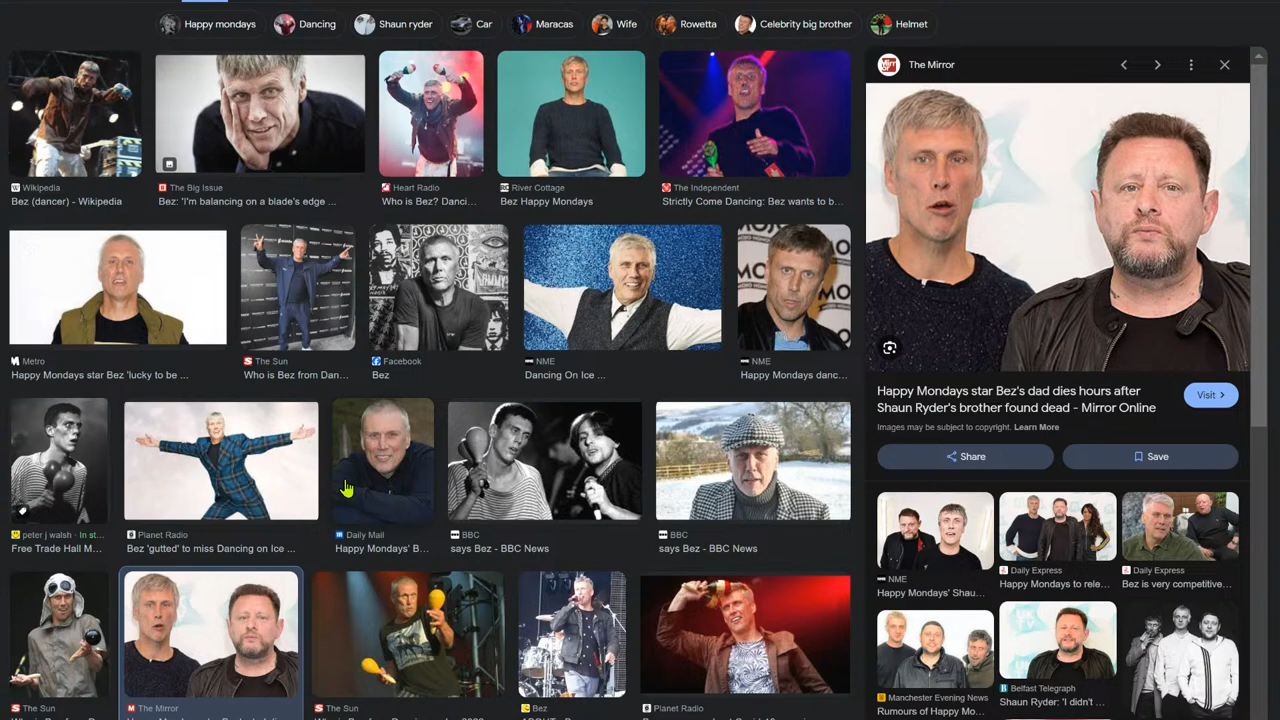 Happy mondays
Dancing
Shaun ryder
Car
Maracas
Wife
Rowetta
Celebrity big brother
Helmet
Wikipedia
Bez (dancer) - Wikipedia
The Big Issue
Bez: 'I'm balancing on a blade's edge ...
Heart Radio
Who is Bez? Danci...
River Cottage
Bez Happy Mondays
The Independent
Strictly Come Dancing: Bez wants to b...
Metro
Happy Mondays star Bez 'lucky to be ...
The Sun
Who is Bez from Dan...
Facebook
Bez
NME
Dancing On Ice ...
NME
Happy Mondays danc...
peter j walsh · In st...
Free Trade Hall M...
Planet Radio
Bez 'gutted' to miss Dancing on Ice ...
Daily Mail
Happy Mondays' B...
BBC
says Bez - BBC News
BBC
says Bez - BBC News
The Sun
The Mirror
The Sun
Bez
Planet Radio
The Mirror
Happy Mondays star Bez's dad dies hours after
Shaun Ryder's brother found dead - Mirror Online
Visit
Images may be subject to copyright. Learn More
Share
Save
NME
Happy Mondays' Shau...
Daily Express
Happy Mondays to rele...
Daily Express
Bez is very competitive...
Manchester Evening News
Rumours of Happy Mo...
Belfast Telegraph
Shaun Ryder: 'I didn't ...